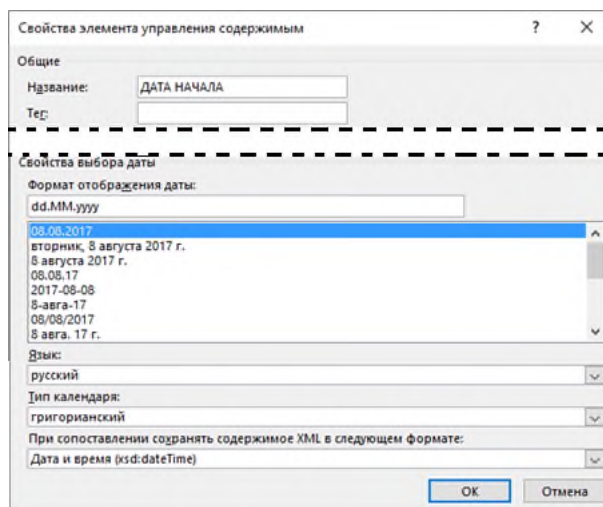 Свойства элемента управления содержимым ? ×
Общие
Название: ДАТА НАЧАЛА
Тег:
Свойства выбора даты
Формат отображения даты:
dd.MM.yyyy
08.08.2017
вторник, 8 августа 2017 г.
8 августа 2017 г.
08.08.17
2017-08-08
8-авга-17
08/08/2017
8 авга. 17 г.
Язык:
русский
Тип календаря:
григорианский
При сопоставлении сохранять содержимое XML в следующем формате:
Дата и время (xsd:dateTime)
ОК Отмена